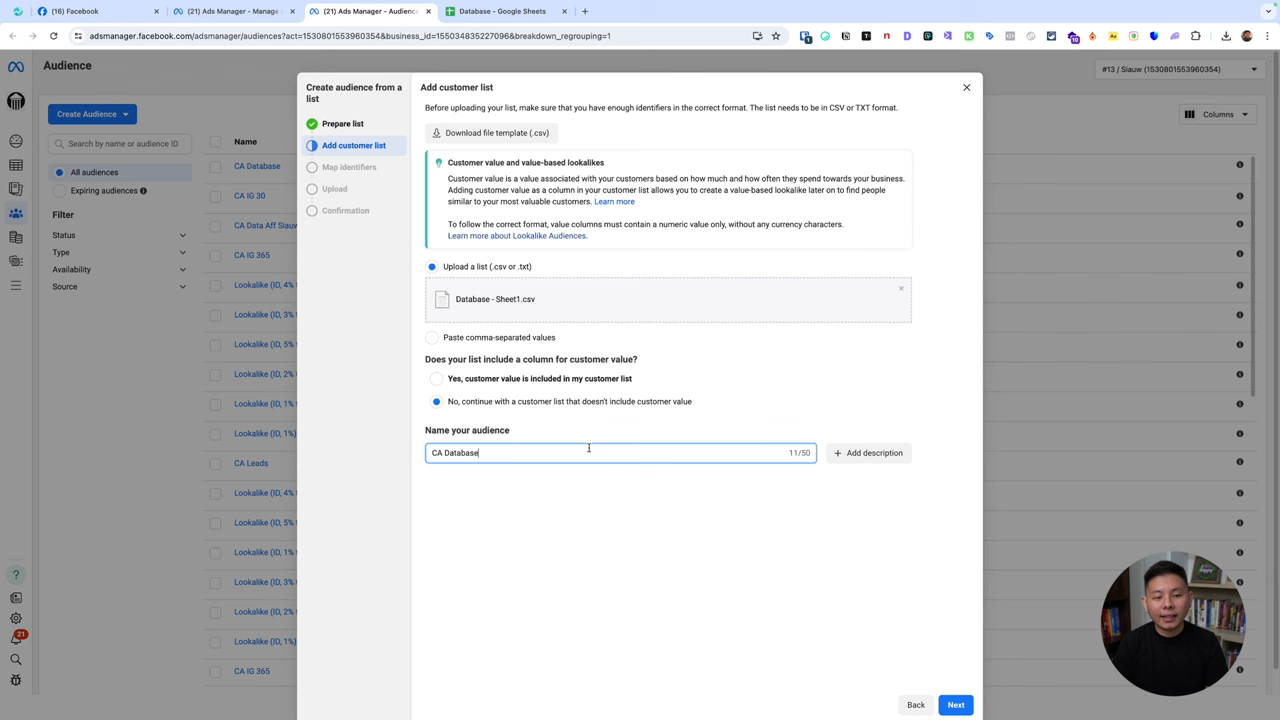 (16) Facebook
(21) Ads Manager - Manage
(21) Ads Manager - Audience
Database - Google Sheets
adsmanager.facebook.com/adsmanager/audiences?act=1530801553960354&business_id=155034835227096&breakdown_regrouping=1
Audience
#13 / Siauw (1530801553960354)
Create Audience
Columns
Search by name or audience ID
All audiences
Expiring audiences
Filter
Status
Type
Availability
Source
Name
CA Database
CA IG 30
CA Data Aff Siauw
CA IG 365
Lookalike (ID, 4%
Lookalike (ID, 3%
Lookalike (ID, 5%
Lookalike (ID, 2%
Lookalike (ID, 1%
Lookalike (ID, 1%)
CA Leads
Lookalike (ID, 4%
Lookalike (ID, 5%
Lookalike (ID, 1%
Lookalike (ID, 3%
Lookalike (ID, 2%
Lookalike (ID, 1%)
CA IG 365
21
Create audience from a
list
Prepare list
Add customer list
Map identifiers
Upload
Confirmation
Add customer list
Before uploading your list, make sure that you have enough identifiers in the correct format. The list needs to be in CSV or TXT format.
Download file template (.csv)
Customer value and value-based lookalikes
Customer value is a value associated with your customers based on how much and how often they spend towards your business.
Adding customer value as a column in your customer list allows you to create a value-based lookalike later on to find people
similar to your most valuable customers. Learn more
To follow the correct format, value columns must contain a numeric value only, without any currency characters.
Learn more about Lookalike Audiences.
Upload a list (.csv or .txt)
Database - Sheet1.csv
Paste comma-separated values
Does your list include a column for customer value?
Yes, customer value is included in my customer list
No, continue with a customer list that doesn't include customer value
Name your audience
CA Database
11/50
Add description
Back
Next